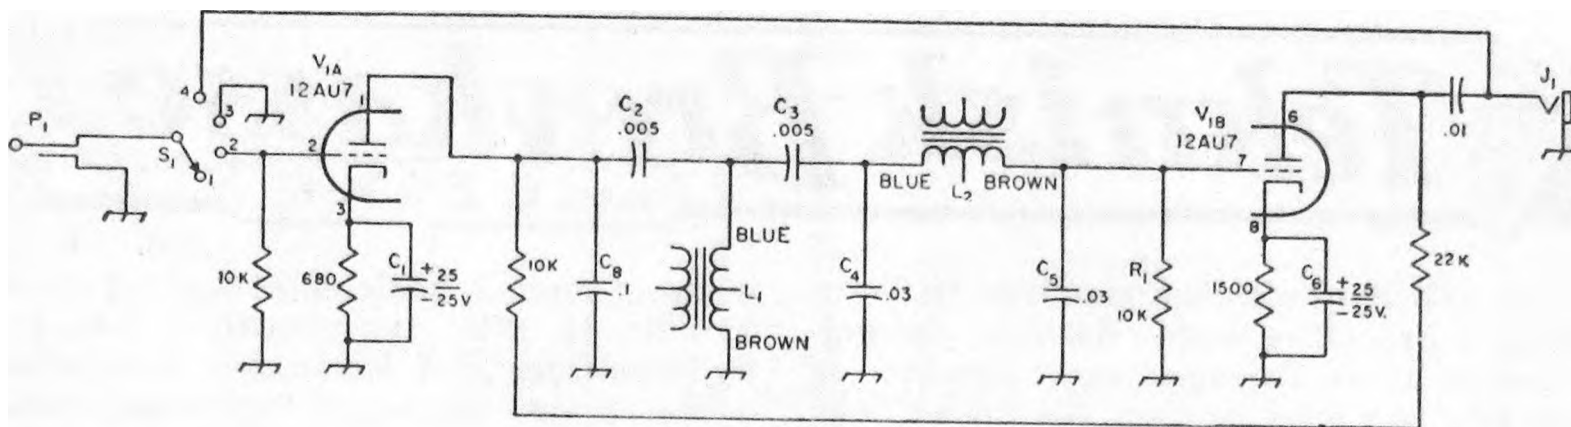 P1
S1
4
3
2
1
V1A
12AU7
1
2
3
10K
680
C1
+ 25
- 25V
10K
C8
.1
C2
.005
BLUE
L1
BROWN
C3
.005
C4
.03
BLUE
L2
BROWN
C5
.03
R1
10K
V1B
12AU7
6
7
8
1500
C6
+ 25
- 25V.
22K
.01
J1